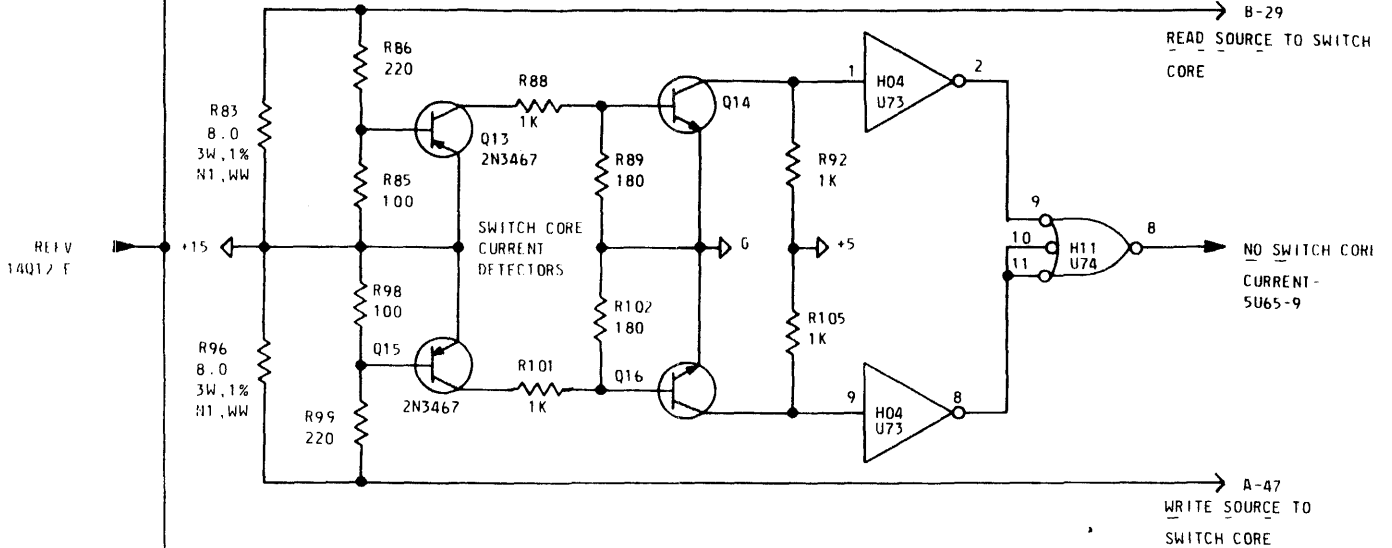 B-29
READ SOURCE TO SWITCH
CORE
R86
220
R88
1K
1
H04
U73
2
Q14
R83
8.0
3W,1%
N1,WW
Q13
2N3467
R89
180
R92
1K
R85
100
9
10
11
H11
U74
8
+15
SWITCH CORE
CURRENT
DETECTORS
G
+5
NO SWITCH CORE
CURRENT-
5U65-9
R98
100
R102
180
R105
1K
R96
8.0
3W,1%
N1,WW
Q15
2N3467
R101
1K
Q16
9
H04
U73
8
R99
220
A-47
WRITE SOURCE TO
SWITCH CORE